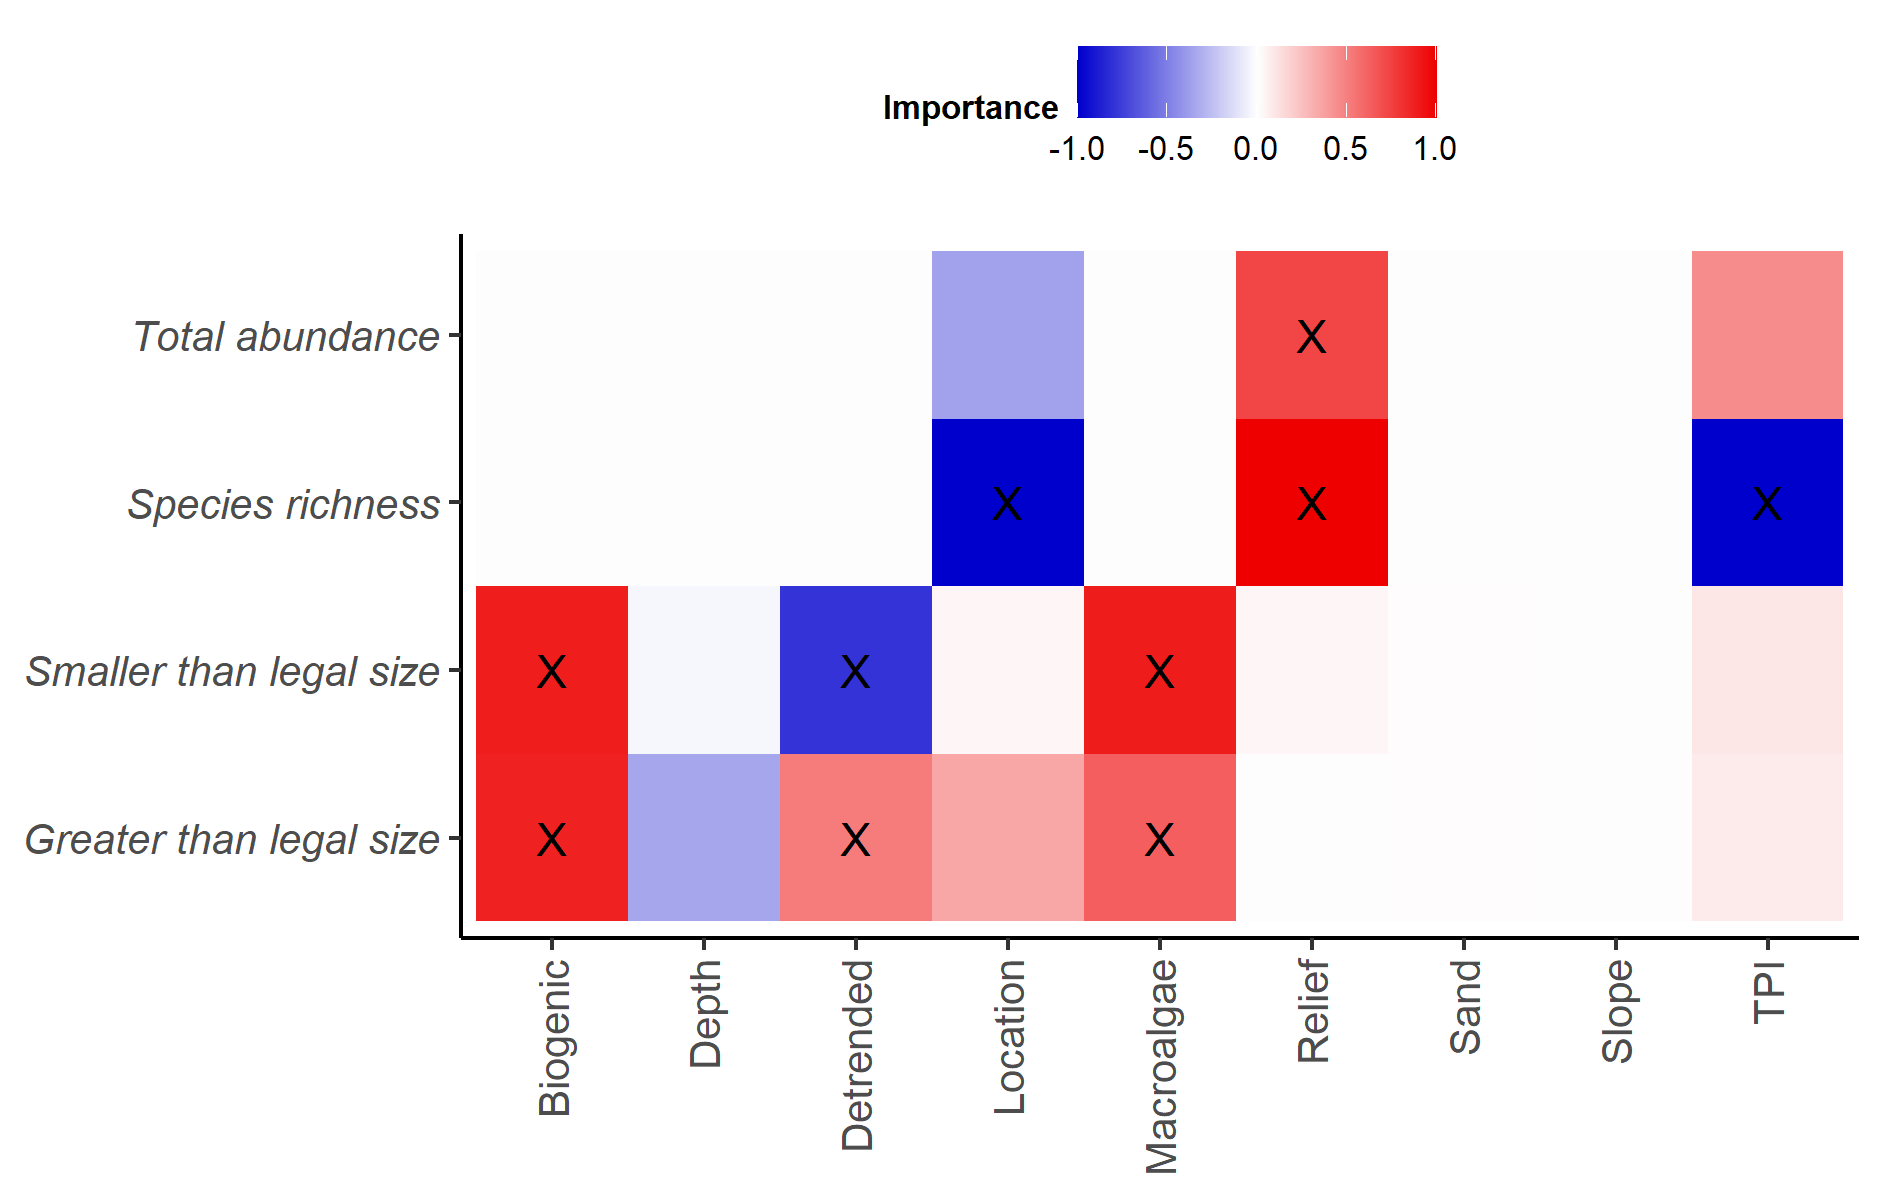 Importance
-1.0 -0.5 0.0 0.5 1.0
Total abundance
X
Species richness
X X X
Smaller than legal size
X X X
Greater than legal size
X X X
Biogenic
Depth
Detrended
Location
Macroalgae
Relief
Sand
Slope
TPI